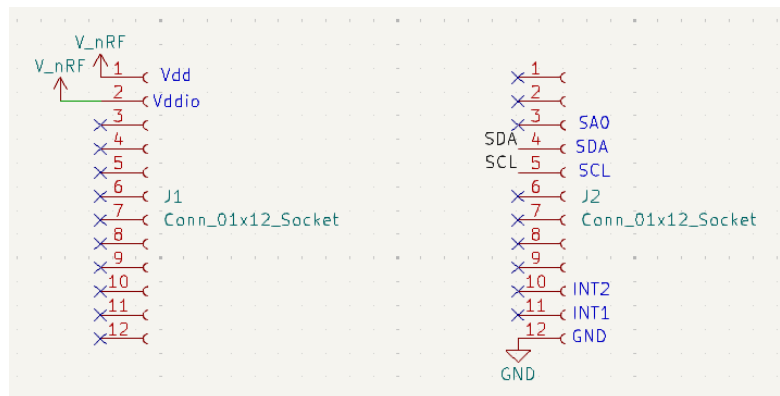 V_nRF
V_nRF
1 Vdd
2 Vddio
3
4
5
6 J1
7 Conn_01x12_Socket
8
9
10
11
12
1
2
3 SA0
SDA 4 SDA
SCL 5 SCL
6 J2
7 Conn_01x12_Socket
8
9
10 INT2
11 INT1
12 GND
GND